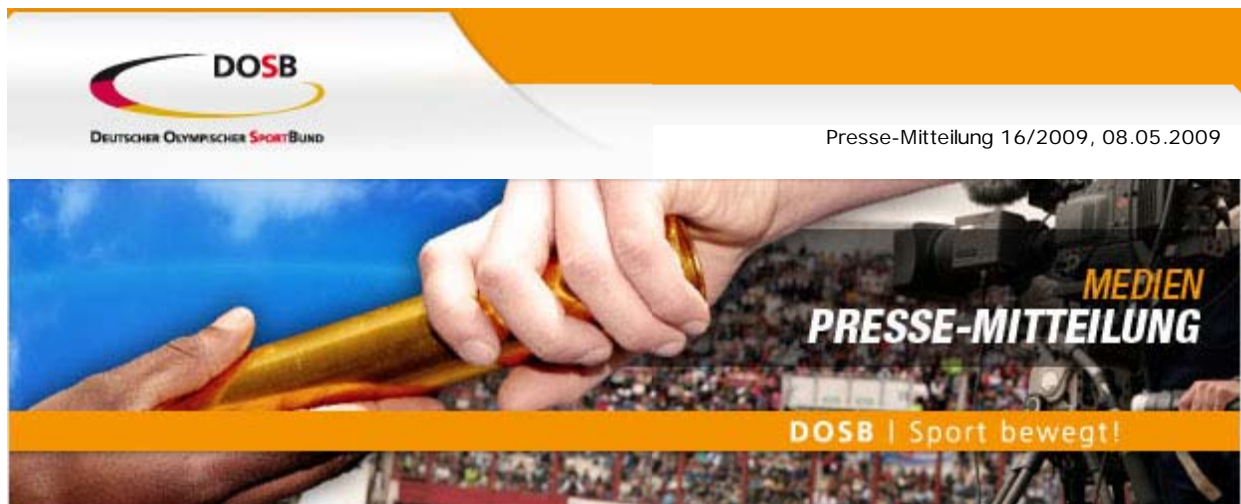 DOSB
DEUTSCHER OLYMPISCHER SPORTBUND
Presse-Mitteilung 16/2009, 08.05.2009
MEDIEN
PRESSE-MITTEILUNG
DOSB | Sport bewegt!